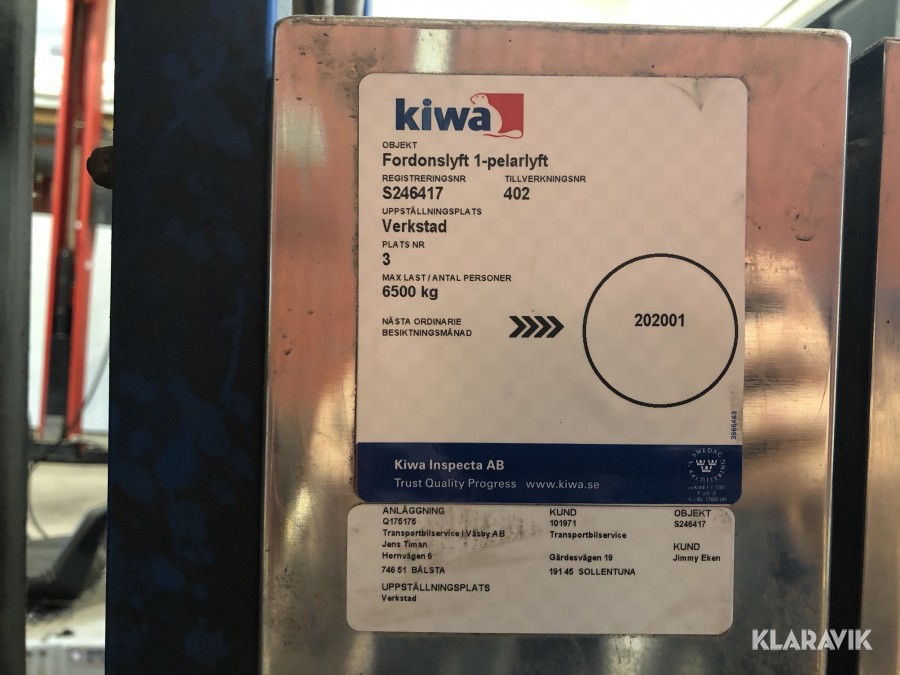 kiwa
OBJEKT
Fordonslyft 1-pelarlyft
REGISTRERINGSNR TILLVERKNINGSNR
S246417 402
UPPSTÄLLNINGSPLATS
Verkstad
PLATS NR
3
MAX LAST / ANTAL PERSONER
6500 kg
NÄSTA ORDINARIE
BESIKTNINGSMÅNAD
202001
Kiwa Inspecta AB
Trust Quality Progress www.kiwa.se
SWEDAC
ACKREDITERING
ANLÄGGNING
Q175175
Transportbilservice i Väsby AB
Jens Timan
Hornvägen 6
746 51 BÅLSTA
UPPSTÄLLNINGSPLATS
Verkstad
KUND
101971
Transportbilservice
Gärdesvägen 19
191 45 SOLLENTUNA
OBJEKT
S246417
KUND
Jimmy Eken
KLARAVIK